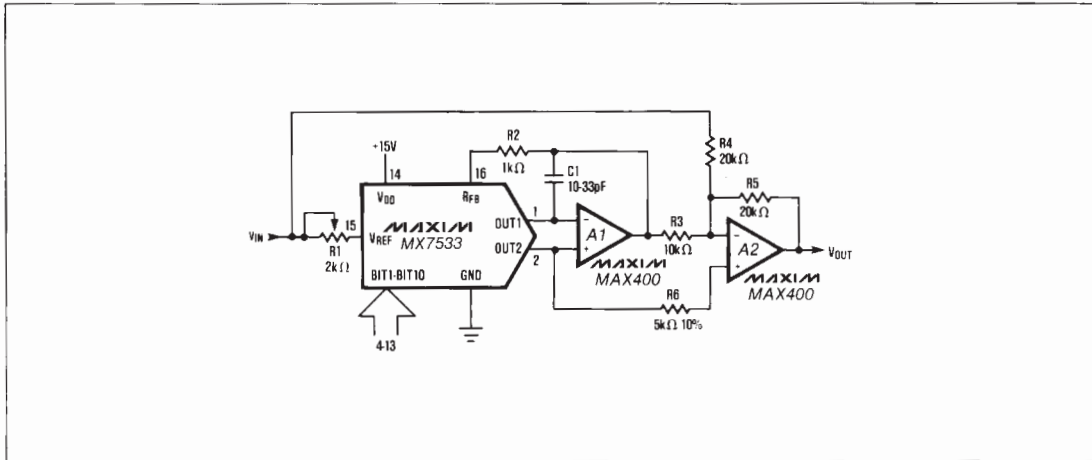 R2
1kΩ
C1
10-33pF
R4
20kΩ
R5
20kΩ
+15V
14
16
VDD
RFB
MAXIM
MX7533
OUT1
1
OUT2
2
VIN
R1
2kΩ
15
VREF
BIT1-BIT10
GND
4-13
A1
MAXIM
MAX400
R3
10kΩ
A2
MAXIM
MAX400
VOUT
R6
5kΩ 10%